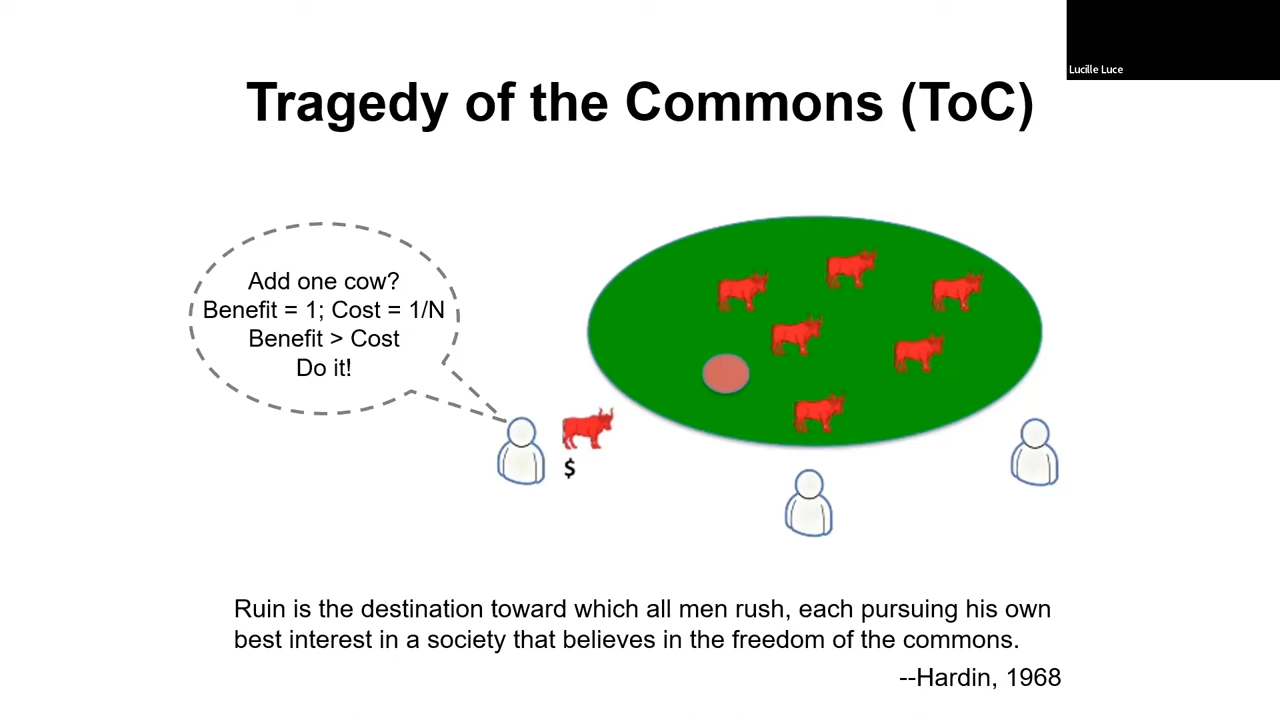 Lucille Luce
Tragedy of the Commons (ToC)
Add one cow?
Benefit = 1; Cost = 1/N
Benefit > Cost
Do it!
$
Ruin is the destination toward which all men rush, each pursuing his own
best interest in a society that believes in the freedom of the commons.
--Hardin, 1968